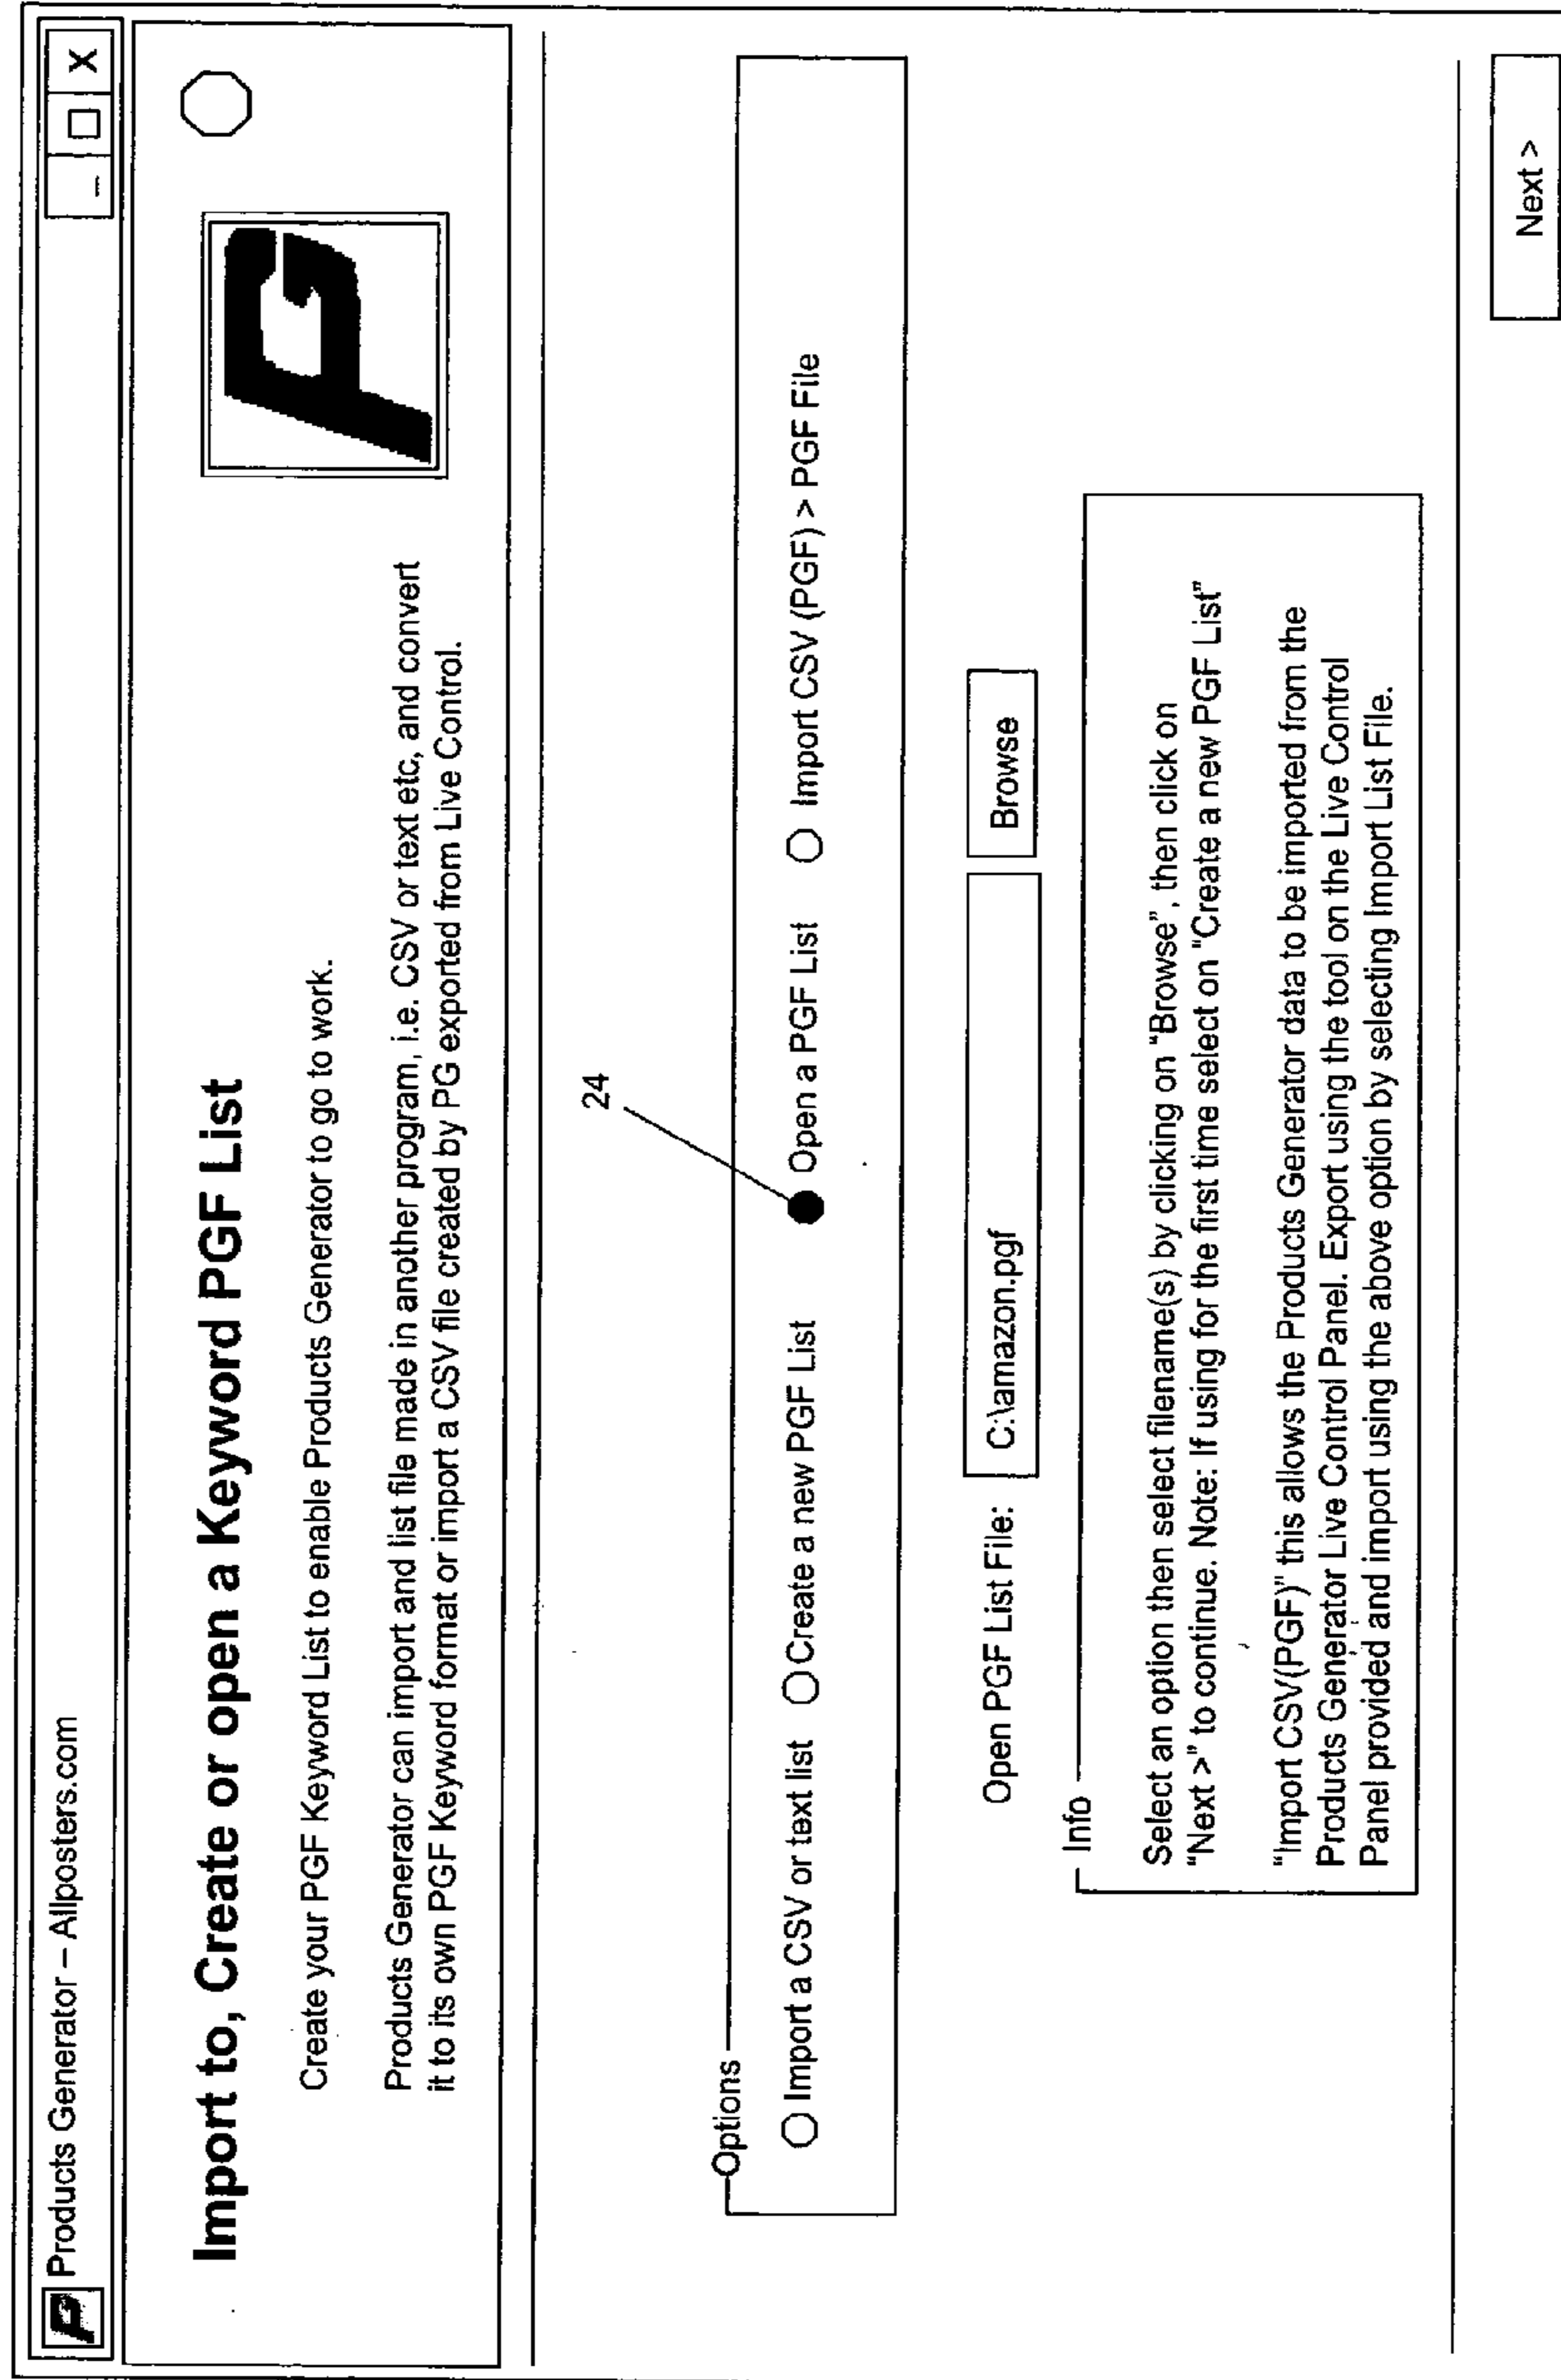 Products Generator – Allposters.com
_ □ X
PG
Import to, Create or open a Keyword PGF List
Create your PGF Keyword List to enable Products Generator to go to work.
Products Generator can import and list file made in another program, i.e. CSV or text etc, and convert
it to its own PGF Keyword format or import a CSV file created by PG exported from Live Control.
24
Options
Import a CSV or text list Create a new PGF List Open a PGF List Import CSV (PGF) > PGF File
Open PGF List File: C:\amazon.pgf Browse
Info
Select an option then select filename(s) by clicking on "Browse", then click on
"Next >" to continue. Note: If using for the first time select on "Create a new PGF List"
"Import CSV(PGF)" this allows the Products Generator data to be imported from the
Products Generator Live Control Panel. Export using the tool on the Live Control
Panel provided and import using the above option by selecting Import List File.
Next >